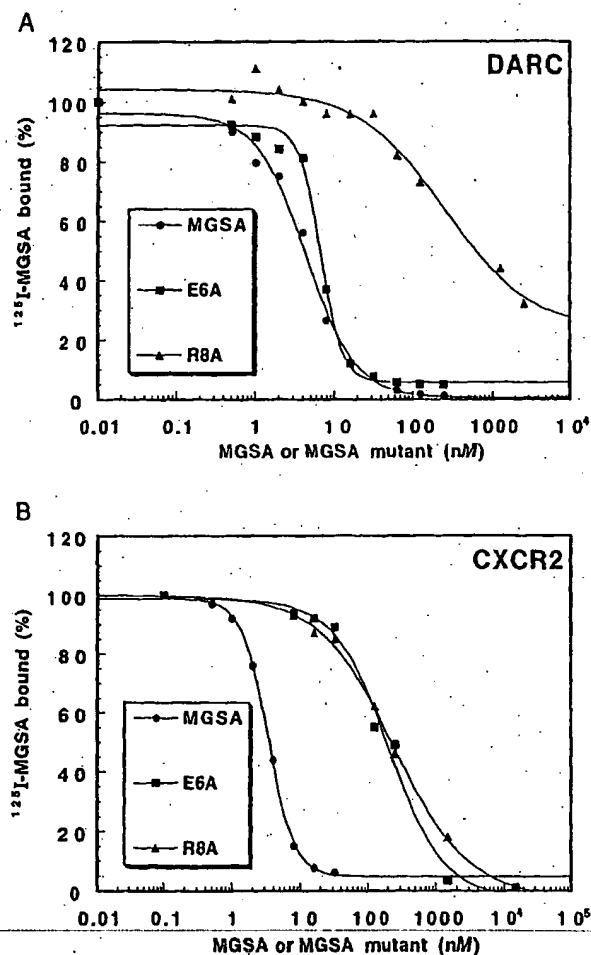 A
DARC
120
100
80
60
40
20
0
¹²⁵I-MGSA bound (%)
MGSA
E6A
R8A
0.01 0.1 1 10 100 1000 10⁴
MGSA or MGSA mutant (nM)
B
CXCR2
120
100
80
60
40
20
0
¹²⁵I-MGSA bound (%)
MGSA
E6A
R8A
0.01 0.1 1 10 100 1000 10⁴ 10⁵
MGSA or MGSA mutant (nM)